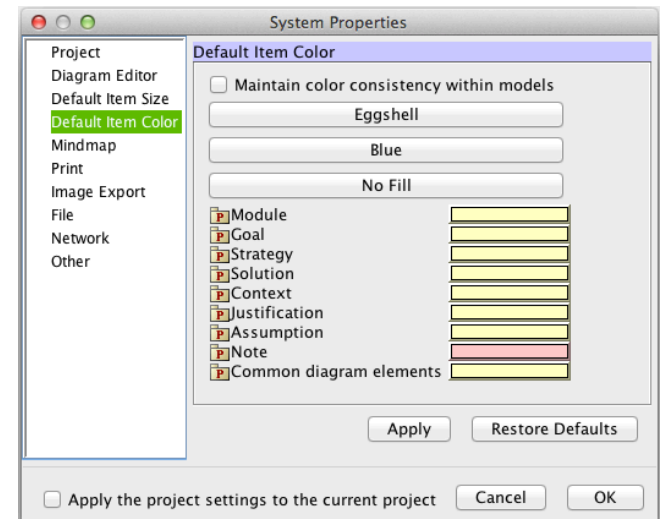 System Properties
Project
Diagram Editor
Default Item Size
Default Item Color
Mindmap
Print
Image Export
File
Network
Other
Default Item Color
Maintain color consistency within models
Eggshell
Blue
No Fill
P Module
P Goal
P Strategy
P Solution
P Context
P Justification
P Assumption
P Note
P Common diagram elements
Apply Restore Defaults
Apply the project settings to the current project Cancel OK